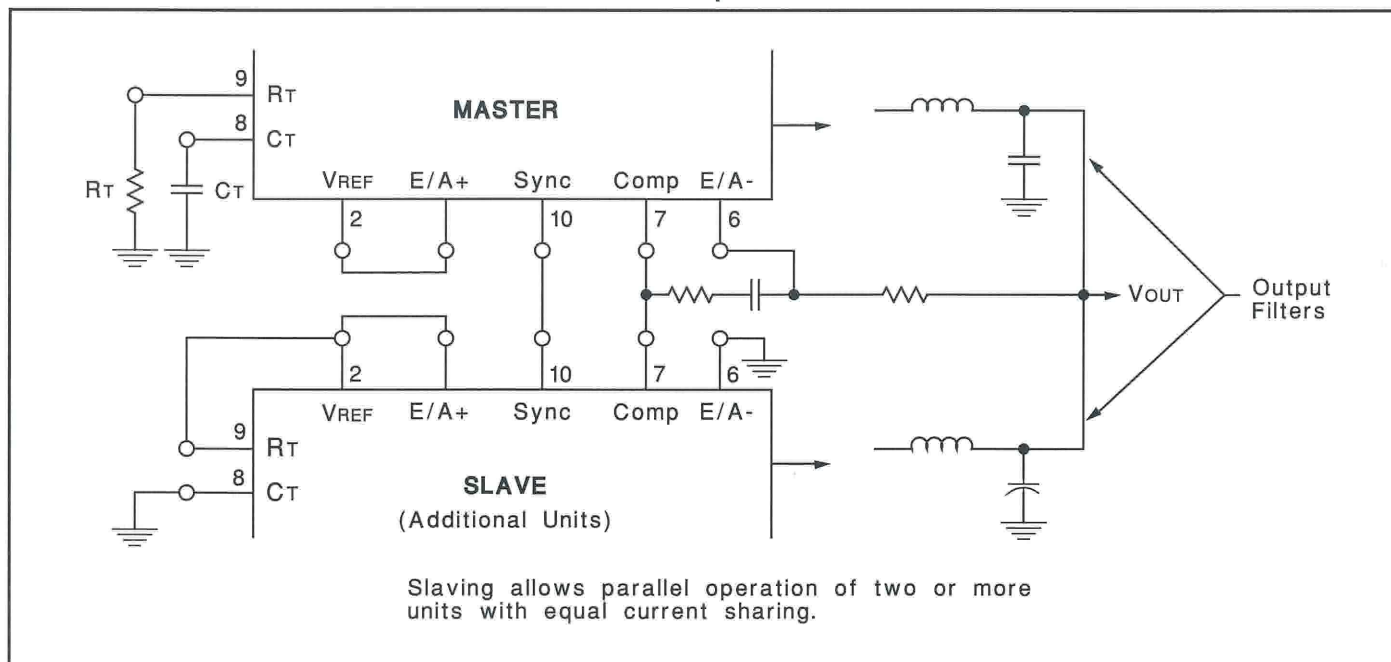 9
RT
MASTER
8
CT
RT
CT
VREF E/A+ Sync Comp E/A-
2 10 7 6
VOUT
Output
Filters
2 10 7 6
VREF E/A+ Sync Comp E/A-
9
RT
8
CT
SLAVE
(Additional Units)
Slaving allows parallel operation of two or more
units with equal current sharing.